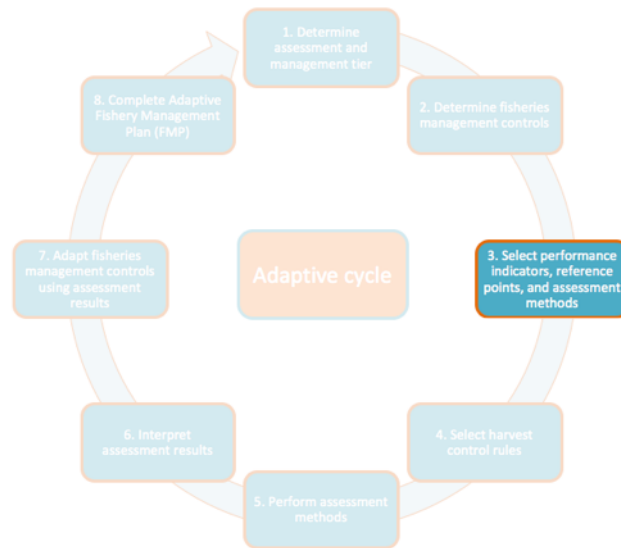 1. Determine
assessment and
management tier
2. Determine fisheries
management controls
3. Select performance
indicators, reference
points, and assessment
methods
4. Select harvest
control rules
5. Perform assessment
methods
6. Interpret
assessment results
7. Adapt fisheries
management controls
using assessment
results
8. Complete Adaptive
Fishery Management
Plan (FMP)
Adaptive cycle